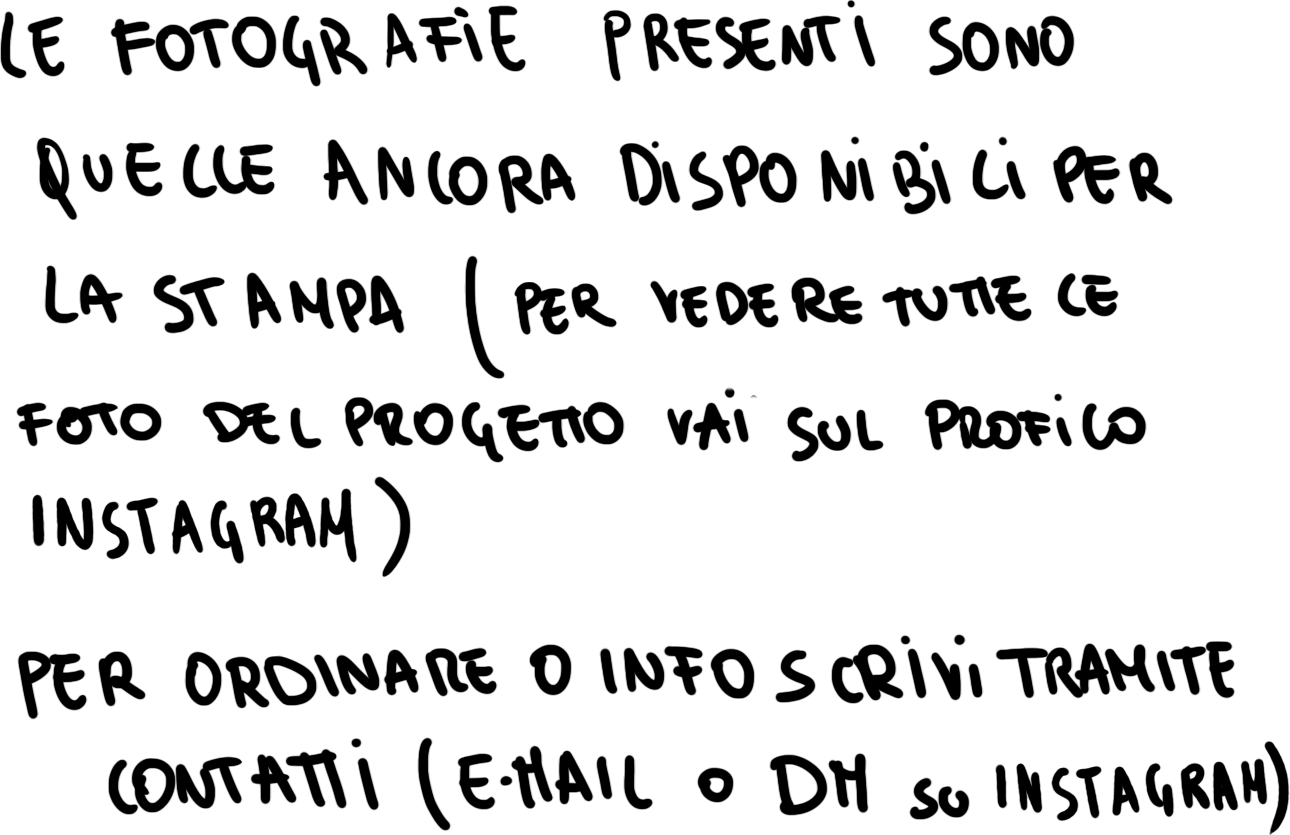 LE FOTOGRAFIE PRESENTI SONO
QUELLE ANCORA DISPONIBILI PER
LA STAMPA (PER VEDERE TUTTE LE
FOTO DEL PROGETTO VAI SUL PROFILO
INSTAGRAM)
PER ORDINARE O INFO SCRIVI TRAMITE
CONTATTI (E-MAIL O DM SU INSTAGRAM)